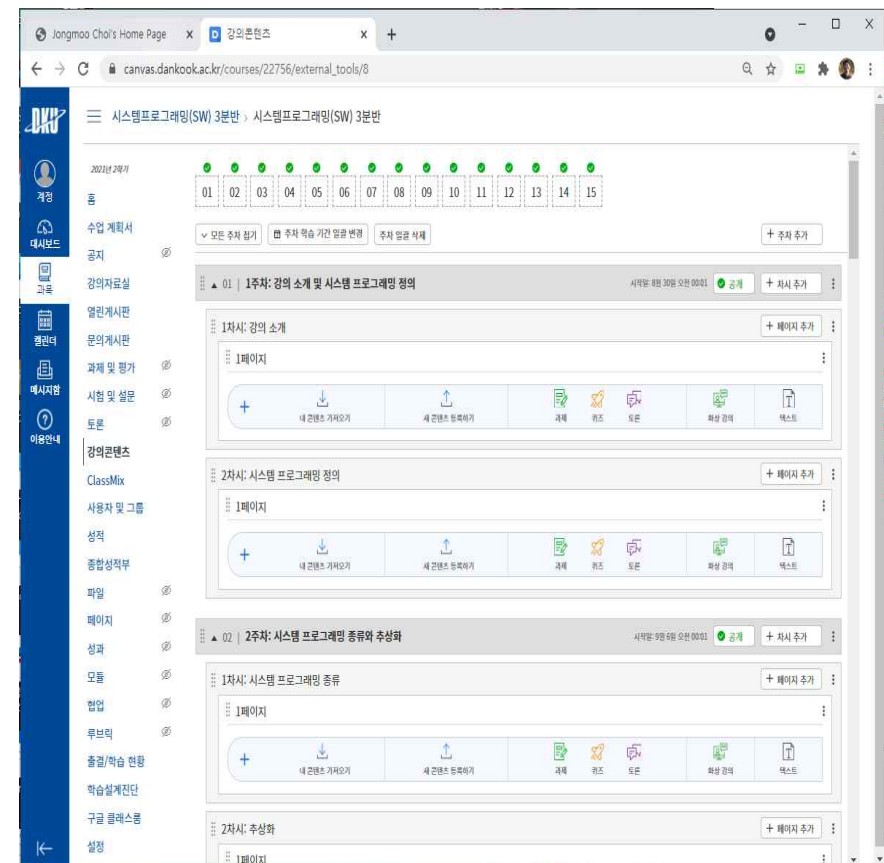 Jongmoo Choi's Home Page
강의콘텐츠
canvas.dankook.ac.kr/courses/22756/external_tools/8
DKU
시스템프로그래밍(SW) 3분반 › 시스템프로그래밍(SW) 3분반
계정
대시보드
과목
캘린더
메시지함
이용안내
2021년 2학기
홈
수업 계획서
공지
강의자료실
열린게시판
문의게시판
과제 및 평가
시험 및 설문
토론
강의콘텐츠
ClassMix
사용자 및 그룹
성적
종합성적부
파일
페이지
성과
모듈
협업
루브릭
출결/학습 현황
학습설계진단
구글 클래스룸
설정
01 02 03 04 05 06 07 08 09 10 11 12 13 14 15
모든 주차 접기 주차 학습 기간 일괄 변경 주차 일괄 삭제 + 주차 추가
▲ 01 | 1주차: 강의 소개 및 시스템 프로그래밍 정의 시작일: 8월 30일 오전 00:01 공개 + 차시 추가
1차시: 강의 소개 + 페이지 추가
1페이지
+ 내 콘텐츠 가져오기 새 콘텐츠 등록하기 과제 퀴즈 토론 화상 강의 텍스트
2차시: 시스템 프로그래밍 정의 + 페이지 추가
1페이지
+ 내 콘텐츠 가져오기 새 콘텐츠 등록하기 과제 퀴즈 토론 화상 강의 텍스트
▲ 02 | 2주차: 시스템 프로그래밍 종류와 추상화 시작일: 9월 6일 오전 00:01 공개 + 차시 추가
1차시: 시스템 프로그래밍 종류 + 페이지 추가
1페이지
+ 내 콘텐츠 가져오기 새 콘텐츠 등록하기 과제 퀴즈 토론 화상 강의 텍스트
2차시: 추상화 + 페이지 추가
1페이지